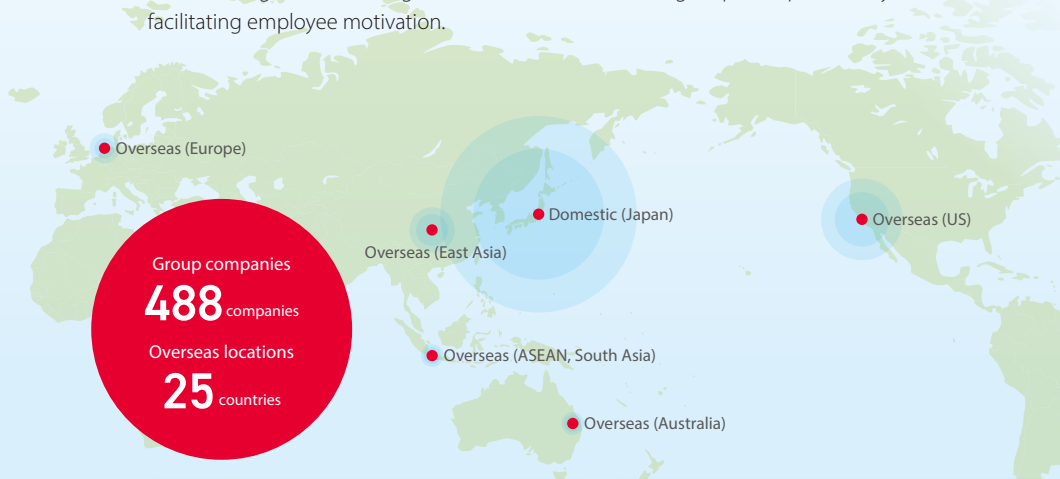 facilitating employee motivation.
Overseas (Europe)
Domestic (Japan)
Overseas (US)
Overseas (East Asia)
Group companies
488 companies
Overseas locations
25 countries
Overseas (ASEAN, South Asia)
Overseas (Australia)